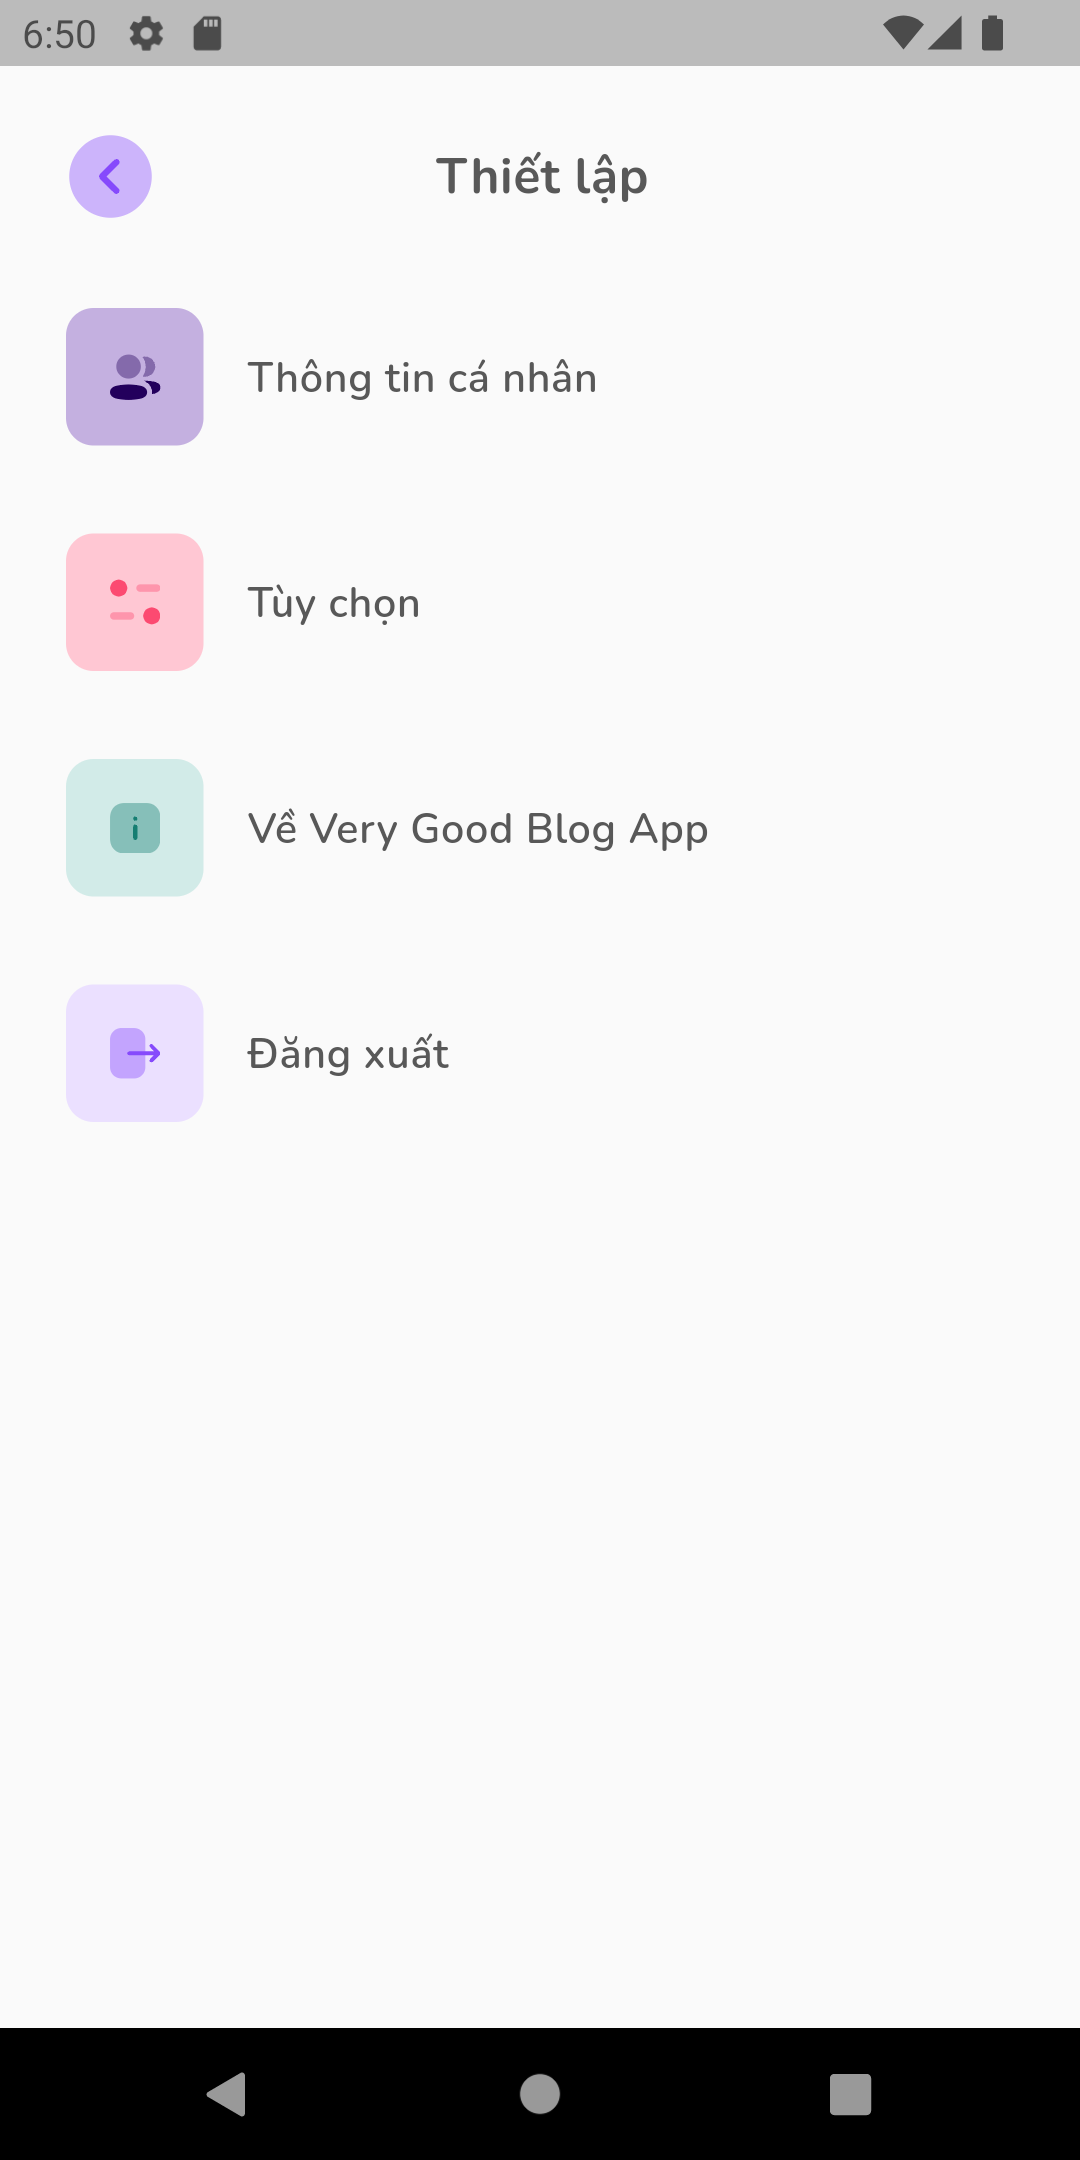 6:50
Thiết lập
Thông tin cá nhân
Tùy chọn
Về Very Good Blog App
Đăng xuất